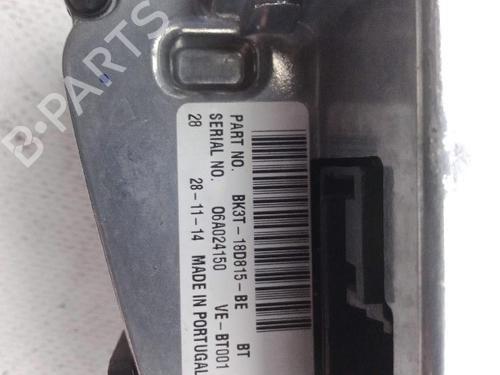 B-PARTS
PART NO. BK3T-18D815-BE BT
SERIAL NO. 06A024150 VE-BT001
28 28-11-14 MADE IN PORTUGAL